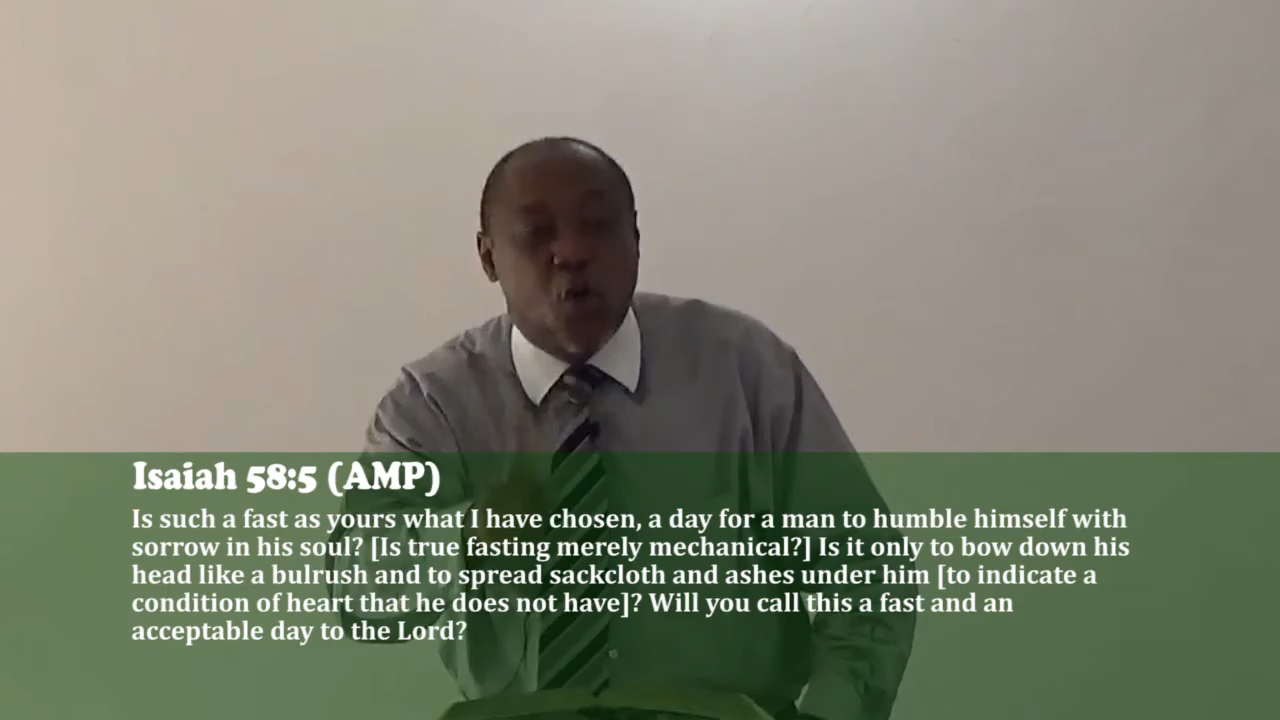 Isaiah 58:5 (AMP)
Is such a fast as yours what I have chosen, a day for a man to humble himself with
sorrow in his soul? [Is true fasting merely mechanical?] Is it only to bow down his
head like a bulrush and to spread sackcloth and ashes under him [to indicate a
condition of heart that he does not have]? Will you call this a fast and an
acceptable day to the Lord?